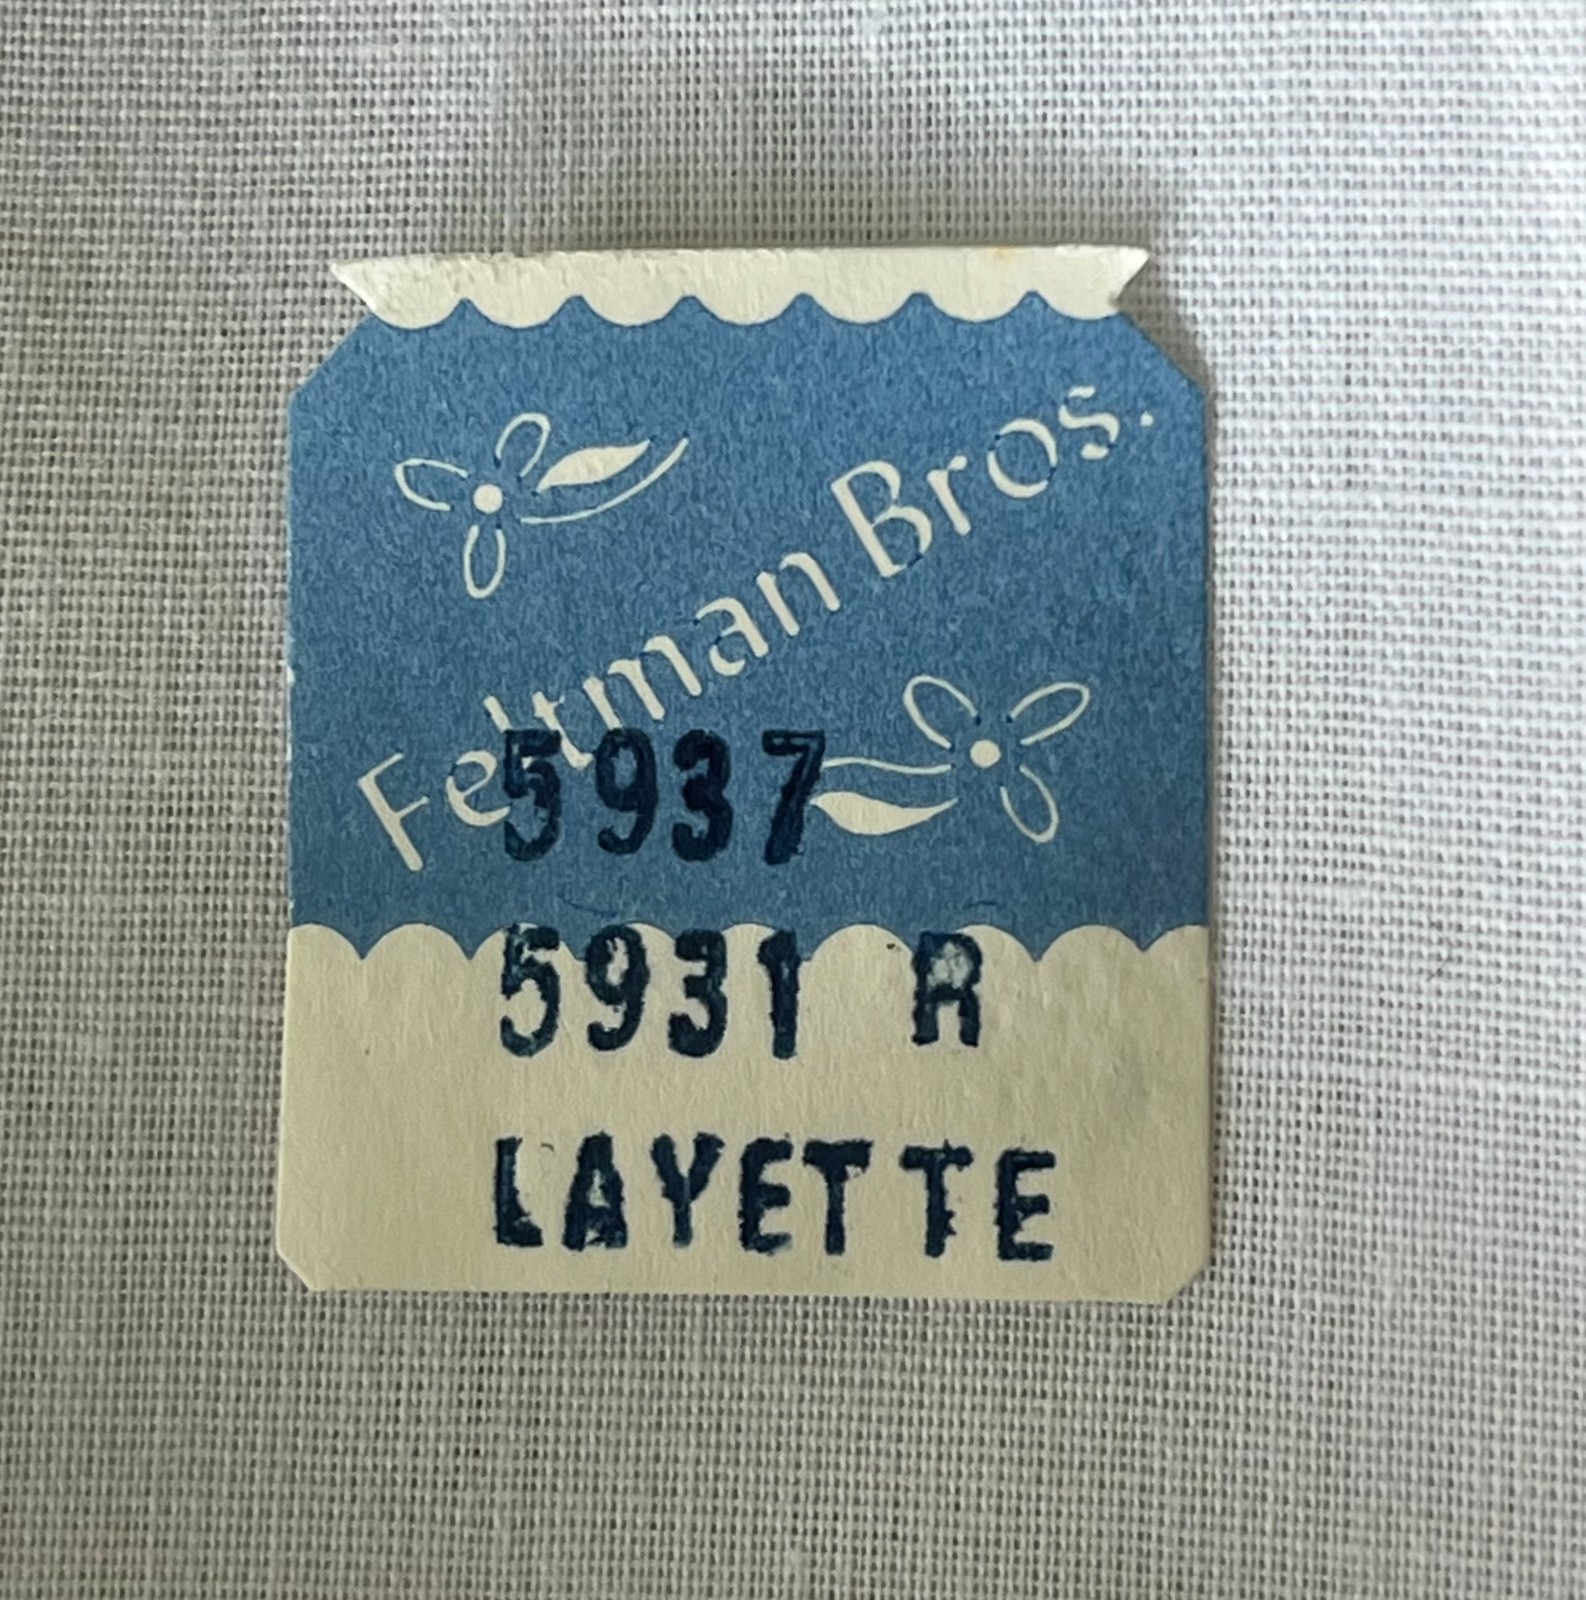 Feltman Bros.
5937
5931 R
LAYETTE